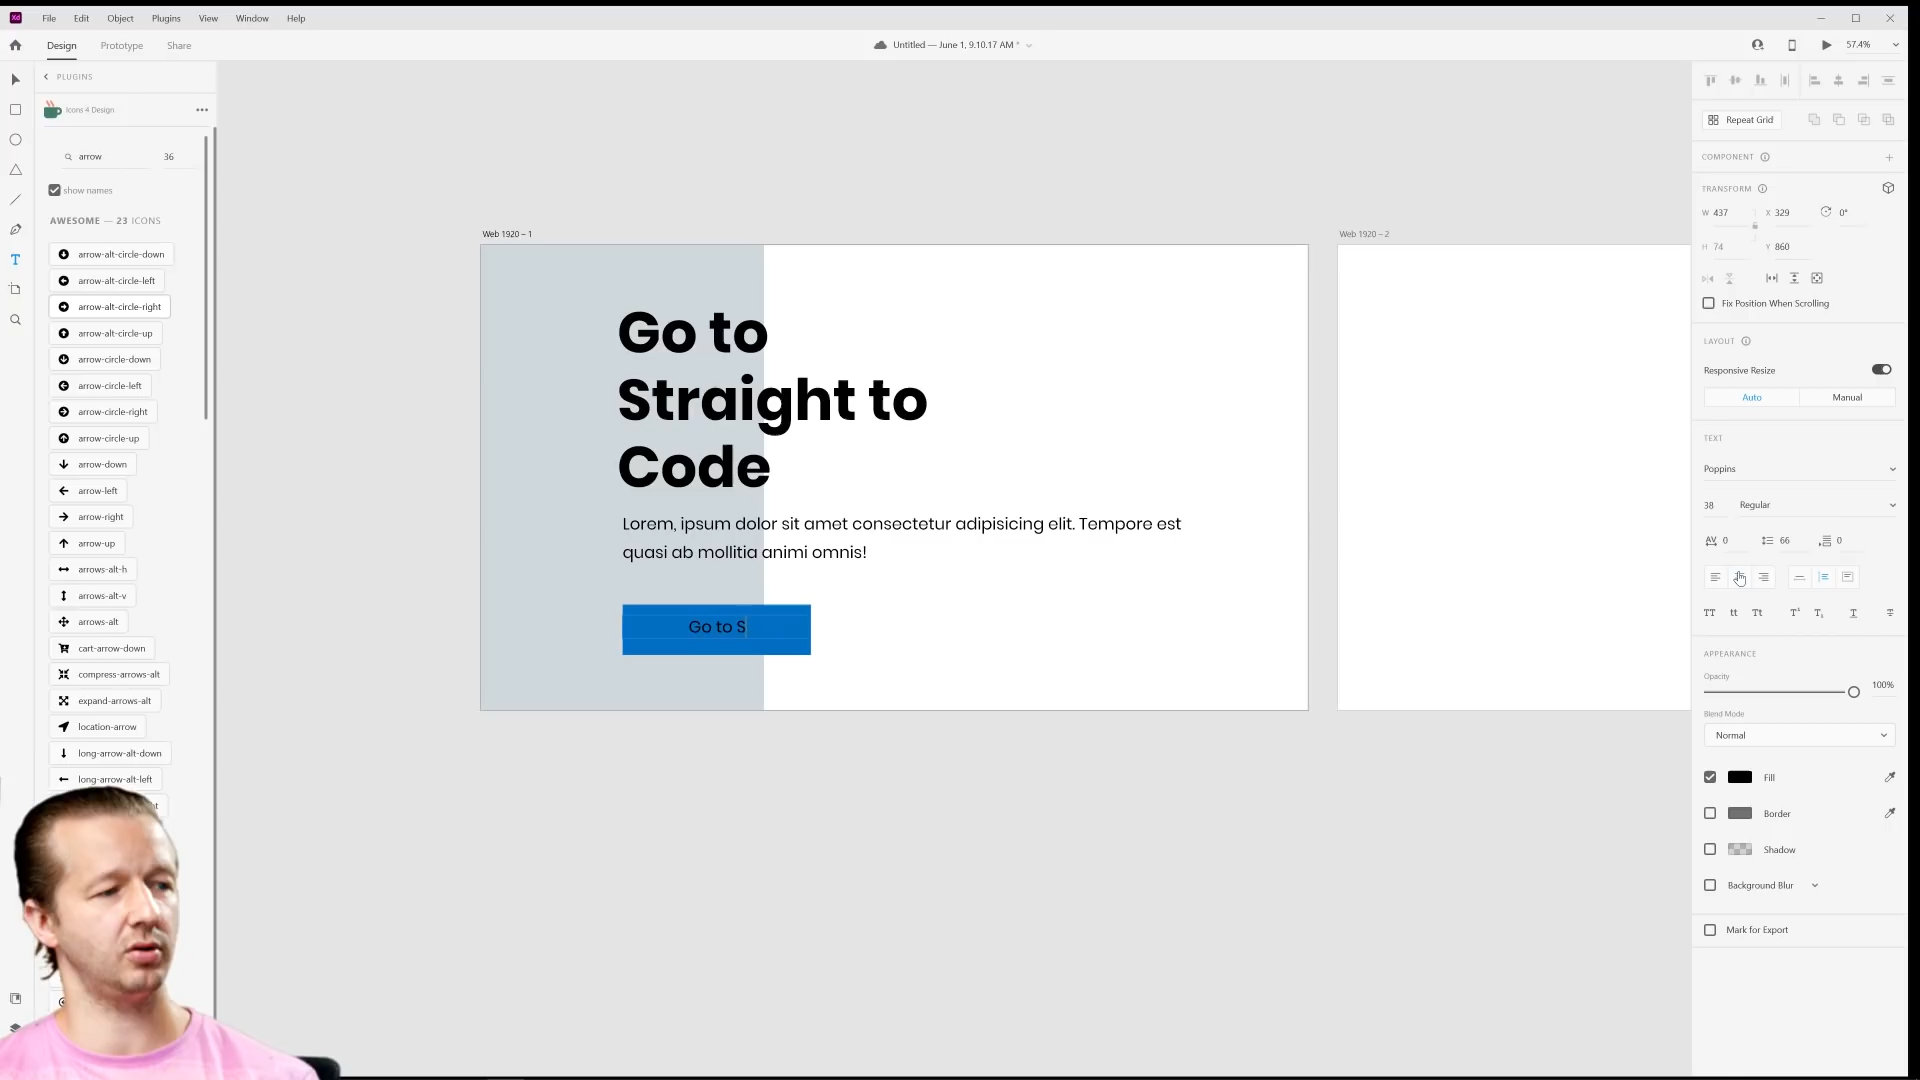 Xd
File Edit Object Plugins View Window Help
Design Prototype Share
Untitled — June 1, 9.10.17 AM *
57.4%
PLUGINS
Icons 4 Design
arrow 36
show names
AWESOME — 23 ICONS
arrow-alt-circle-down
arrow-alt-circle-left
arrow-alt-circle-right
arrow-alt-circle-up
arrow-circle-down
arrow-circle-left
arrow-circle-right
arrow-circle-up
arrow-down
arrow-left
arrow-right
arrow-up
arrows-alt-h
arrows-alt-v
arrows-alt
cart-arrow-down
compress-arrows-alt
expand-arrows-alt
location-arrow
long-arrow-alt-down
long-arrow-alt-left
Web 1920 – 1
Go to
Straight to
Code
Lorem, ipsum dolor sit amet consectetur adipisicing elit. Tempore est
quasi ab mollitia animi omnis!
Go to S
Web 1920 – 2
Repeat Grid
COMPONENT
TRANSFORM
W 437 X 329 0°
H 74 Y 860
Fix Position When Scrolling
LAYOUT
Responsive Resize
Auto Manual
TEXT
Poppins
38 Regular
AV 0 66 0
TT tt Tt T¹ T₁ T T
APPEARANCE
Opacity
100%
Blend Mode
Normal
Fill
Border
Shadow
Background Blur
Mark for Export